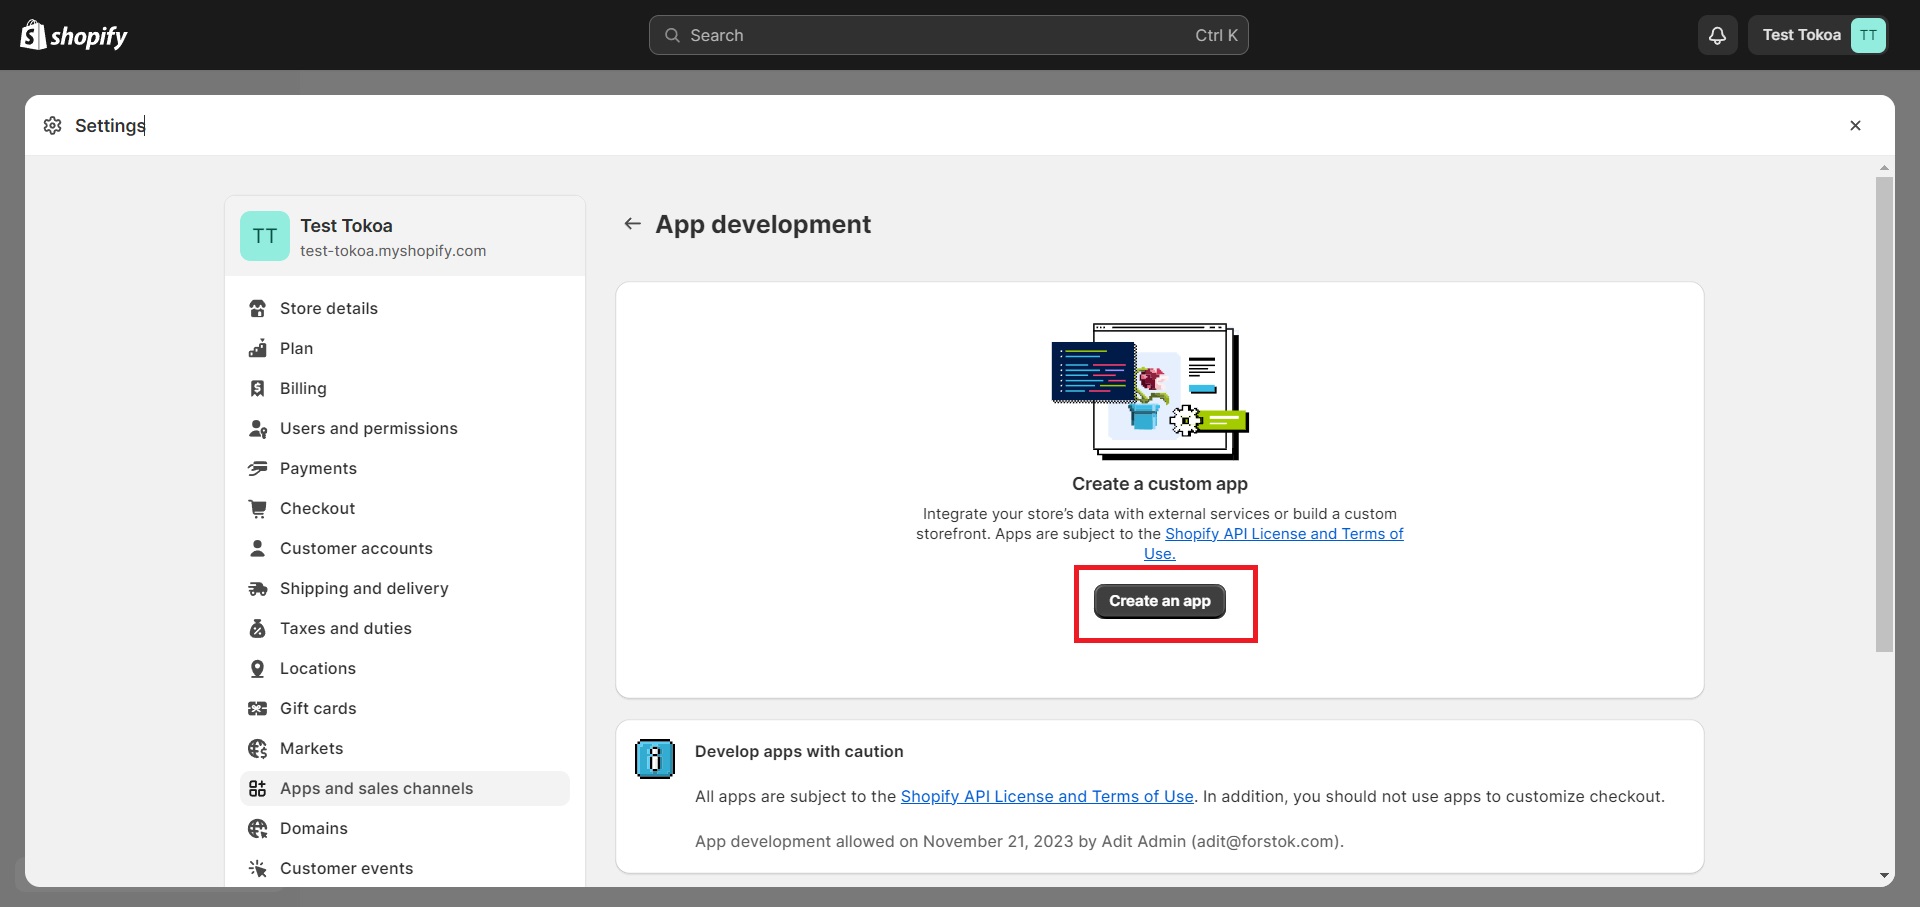 shopify
Search
Ctrl K
Test Tokoa
TT
Settings
TT
Test Tokoa
test-tokoa.myshopify.com
Store details
Plan
Billing
Users and permissions
Payments
Checkout
Customer accounts
Shipping and delivery
Taxes and duties
Locations
Gift cards
Markets
Apps and sales channels
Domains
Customer events
App development
Create a custom app
Integrate your store's data with external services or build a custom
storefront. Apps are subject to the Shopify API License and Terms of
Use.
Create an app
Develop apps with caution
All apps are subject to the Shopify API License and Terms of Use. In addition, you should not use apps to customize checkout.
App development allowed on November 21, 2023 by Adit Admin (adit@forstok.com).